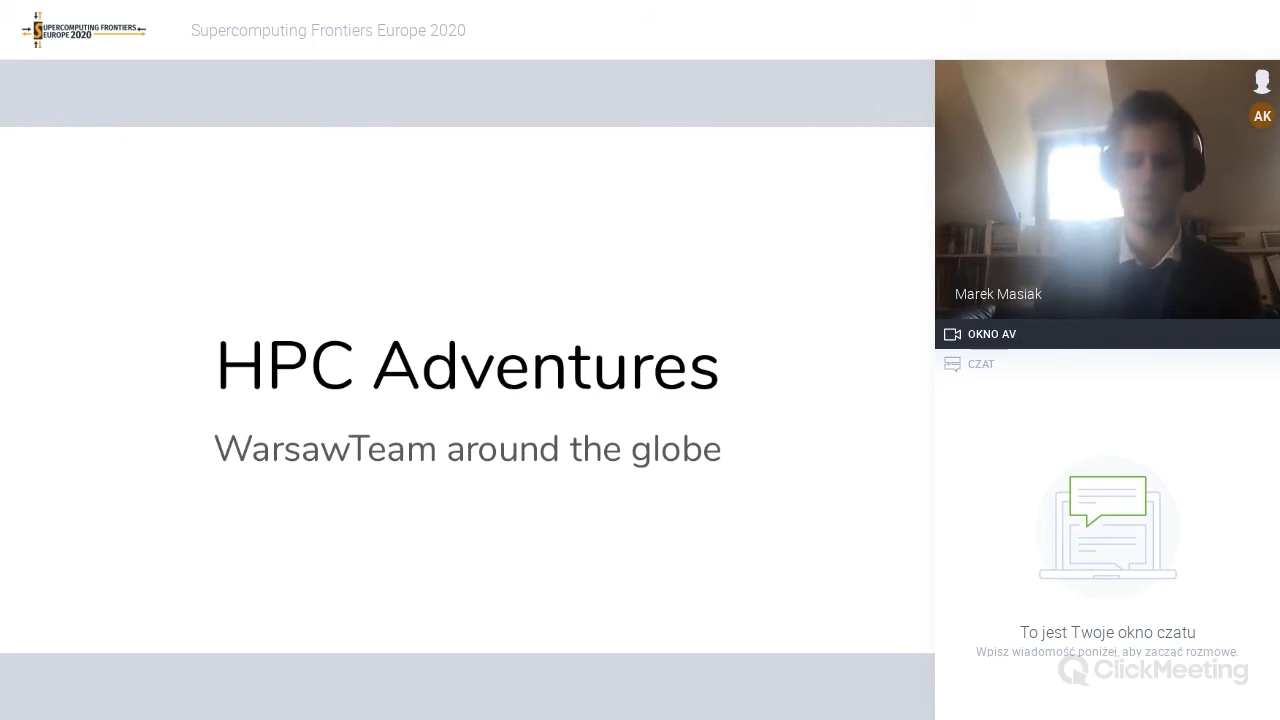 SUPERCOMPUTING FRONTIERS
EUROPE 2020
Supercomputing Frontiers Europe 2020
AK
Marek Masiak
OKNO AV
CZAT
HPC Adventures
WarsawTeam around the globe
To jest Twoje okno czatu
Wpisz wiadomość poniżej, aby zacząć rozmowę.
ClickMeeting